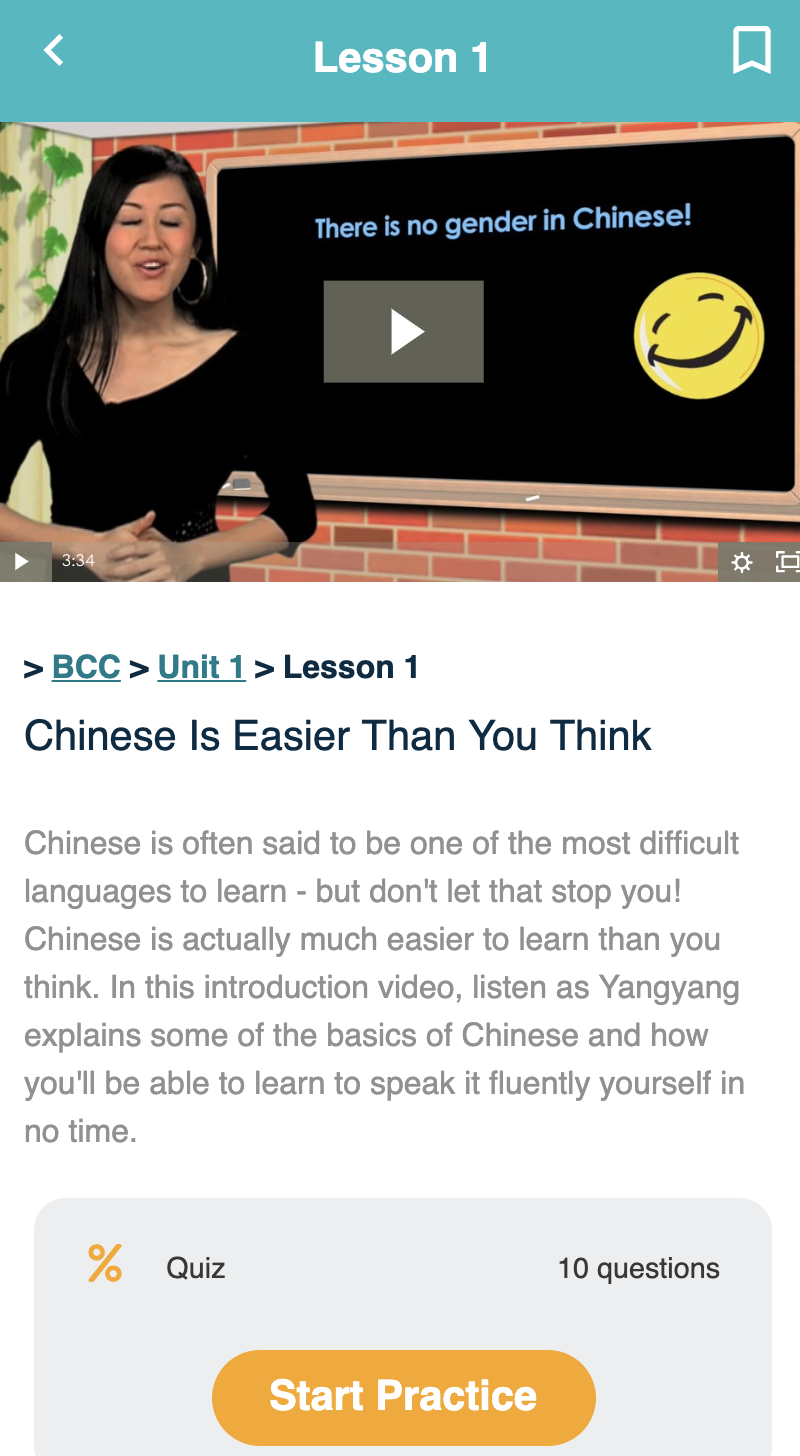 Lesson 1
There is no gender in Chinese!
3:34
> BCC > Unit 1 > Lesson 1
Chinese Is Easier Than You Think
Chinese is often said to be one of the most difficult
languages to learn - but don't let that stop you!
Chinese is actually much easier to learn than you
think. In this introduction video, listen as Yangyang
explains some of the basics of Chinese and how
you'll be able to learn to speak it fluently yourself in
no time.
% Quiz 10 questions
Start Practice